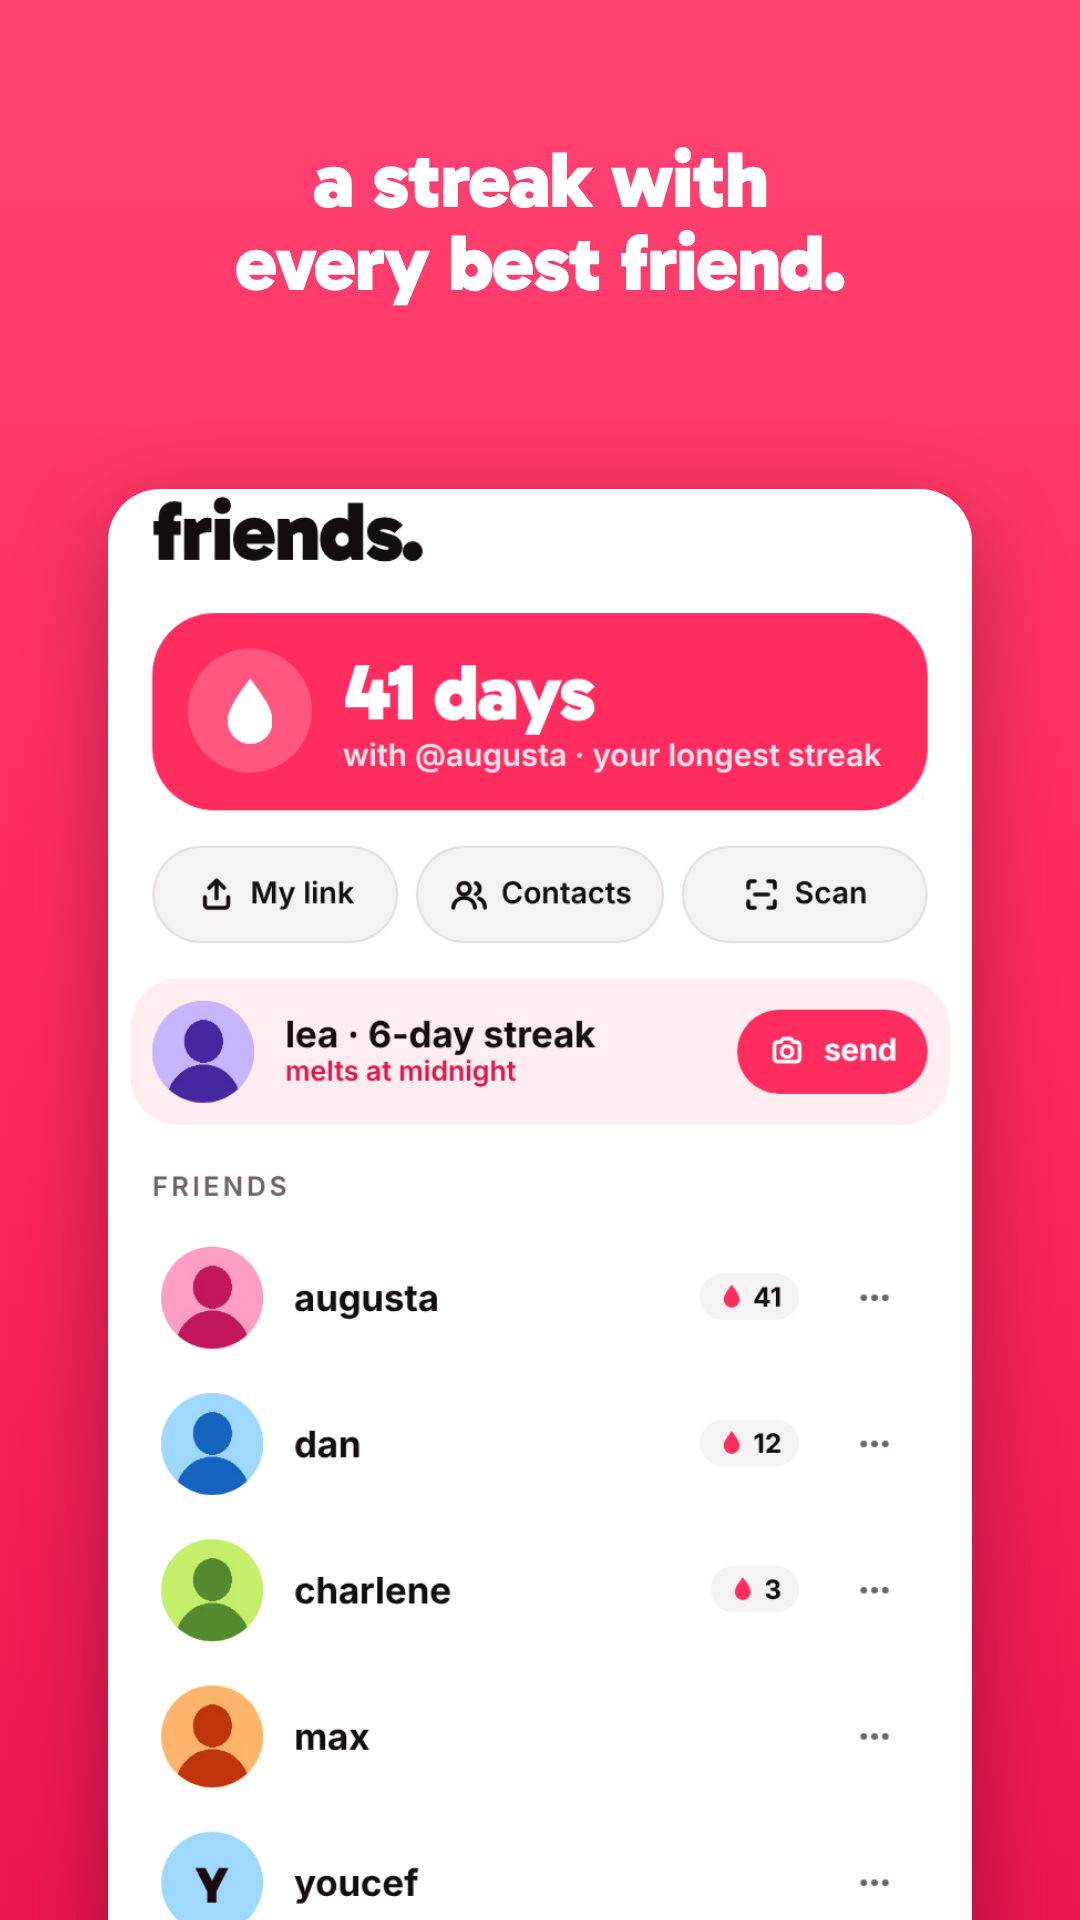 a streak with
every best friend.
friends.
41 days
with @augusta · your longest streak
My link
Contacts
Scan
lea · 6-day streak
melts at midnight
send
FRIENDS
augusta
41
dan
12
charlene
3
max
Y
youcef